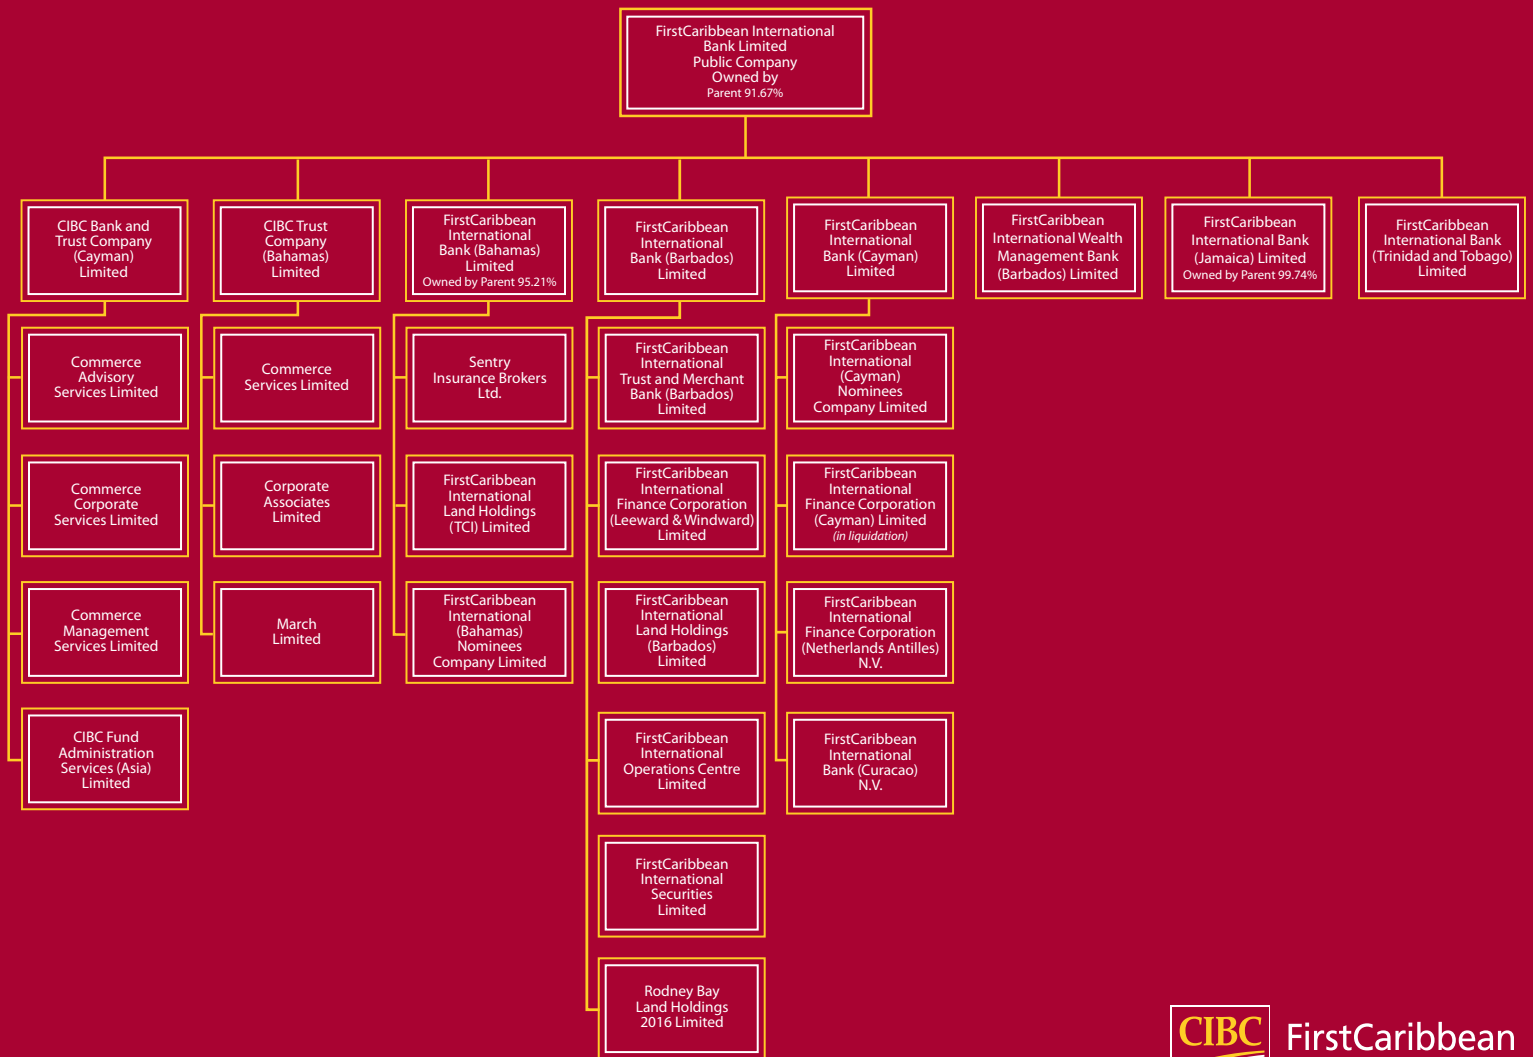 FirstCaribbean International
Bank Limited
Public Company
Owned by
Parent 91.67%
CIBC Bank and
Trust Company
(Cayman)
Limited
CIBC Trust
Company
(Bahamas)
Limited
FirstCaribbean
International
Bank (Bahamas)
Limited
Owned by Parent 95.21%
FirstCaribbean
International
Bank (Barbados)
Limited
FirstCaribbean
International
Bank (Cayman)
Limited
FirstCaribbean
International Wealth
Management Bank
(Barbados) Limited
FirstCaribbean
International Bank
(Jamaica) Limited
Owned by Parent 99.74%
FirstCaribbean
International Bank
(Trinidad and Tobago)
Limited
Commerce
Advisory
Services Limited
Commerce
Services Limited
Sentry
Insurance Brokers
Ltd.
FirstCaribbean
International
Trust and Merchant
Bank (Barbados)
Limited
FirstCaribbean
International
(Cayman)
Nominees
Company Limited
Commerce
Corporate
Services Limited
Corporate
Associates
Limited
FirstCaribbean
International
Land Holdings
(TCI) Limited
FirstCaribbean
International
Finance Corporation
(Leeward & Windward)
Limited
FirstCaribbean
International
Finance Corporation
(Cayman) Limited
(in liquidation)
Commerce
Management
Services Limited
March
Limited
FirstCaribbean
International
(Bahamas)
Nominees
Company Limited
FirstCaribbean
International
Land Holdings
(Barbados)
Limited
FirstCaribbean
International
Finance Corporation
(Netherlands Antilles)
N.V.
CIBC Fund
Administration
Services (Asia)
Limited
FirstCaribbean
International
Operations Centre
Limited
FirstCaribbean
International
Bank (Curacao)
N.V.
FirstCaribbean
International
Securities
Limited
Rodney Bay
Land Holdings
2016 Limited
CIBC FirstCaribbean